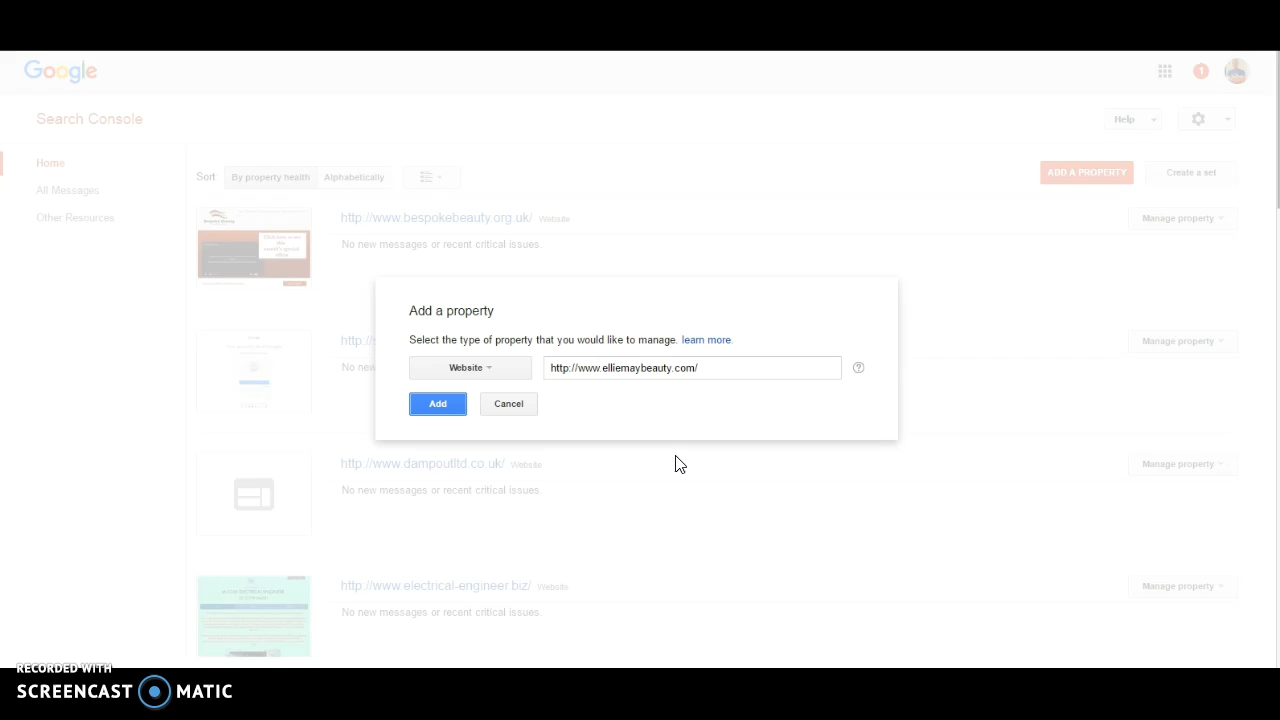 Google
1
Search Console
Help
Home
All Messages
Other Resources
Sort:
By property health
Alphabetically
ADD A PROPERTY
Create a set
http://www.bespokebeauty.org.uk/ Website
Manage property
No new messages or recent critical issues.
Add a property
Select the type of property that you would like to manage. learn more.
Website
http://www.elliemaybeauty.com/
Add
Cancel
http://
Manage property
No new
http://www.dampoutltd.co.uk/ Website
Manage property
No new messages or recent critical issues.
http://www.electrical-engineer.biz/ Website
Manage property
No new messages or recent critical issues.
RECORDED WITH
SCREENCAST MATIC